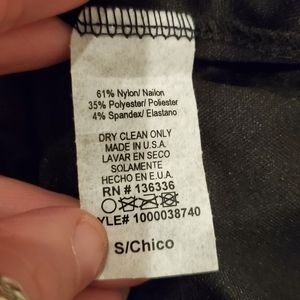 61% Nylon/ Nailon
35% Polyester/ Poliester
4% Spandex/ Elastano
DRY CLEAN ONLY
MADE IN U.S.A.
LAVAR EN SECO
SOLAMENTE
HECHO EN E.U.A.
RN # 136336
YLE# 1000038740
S/Chico